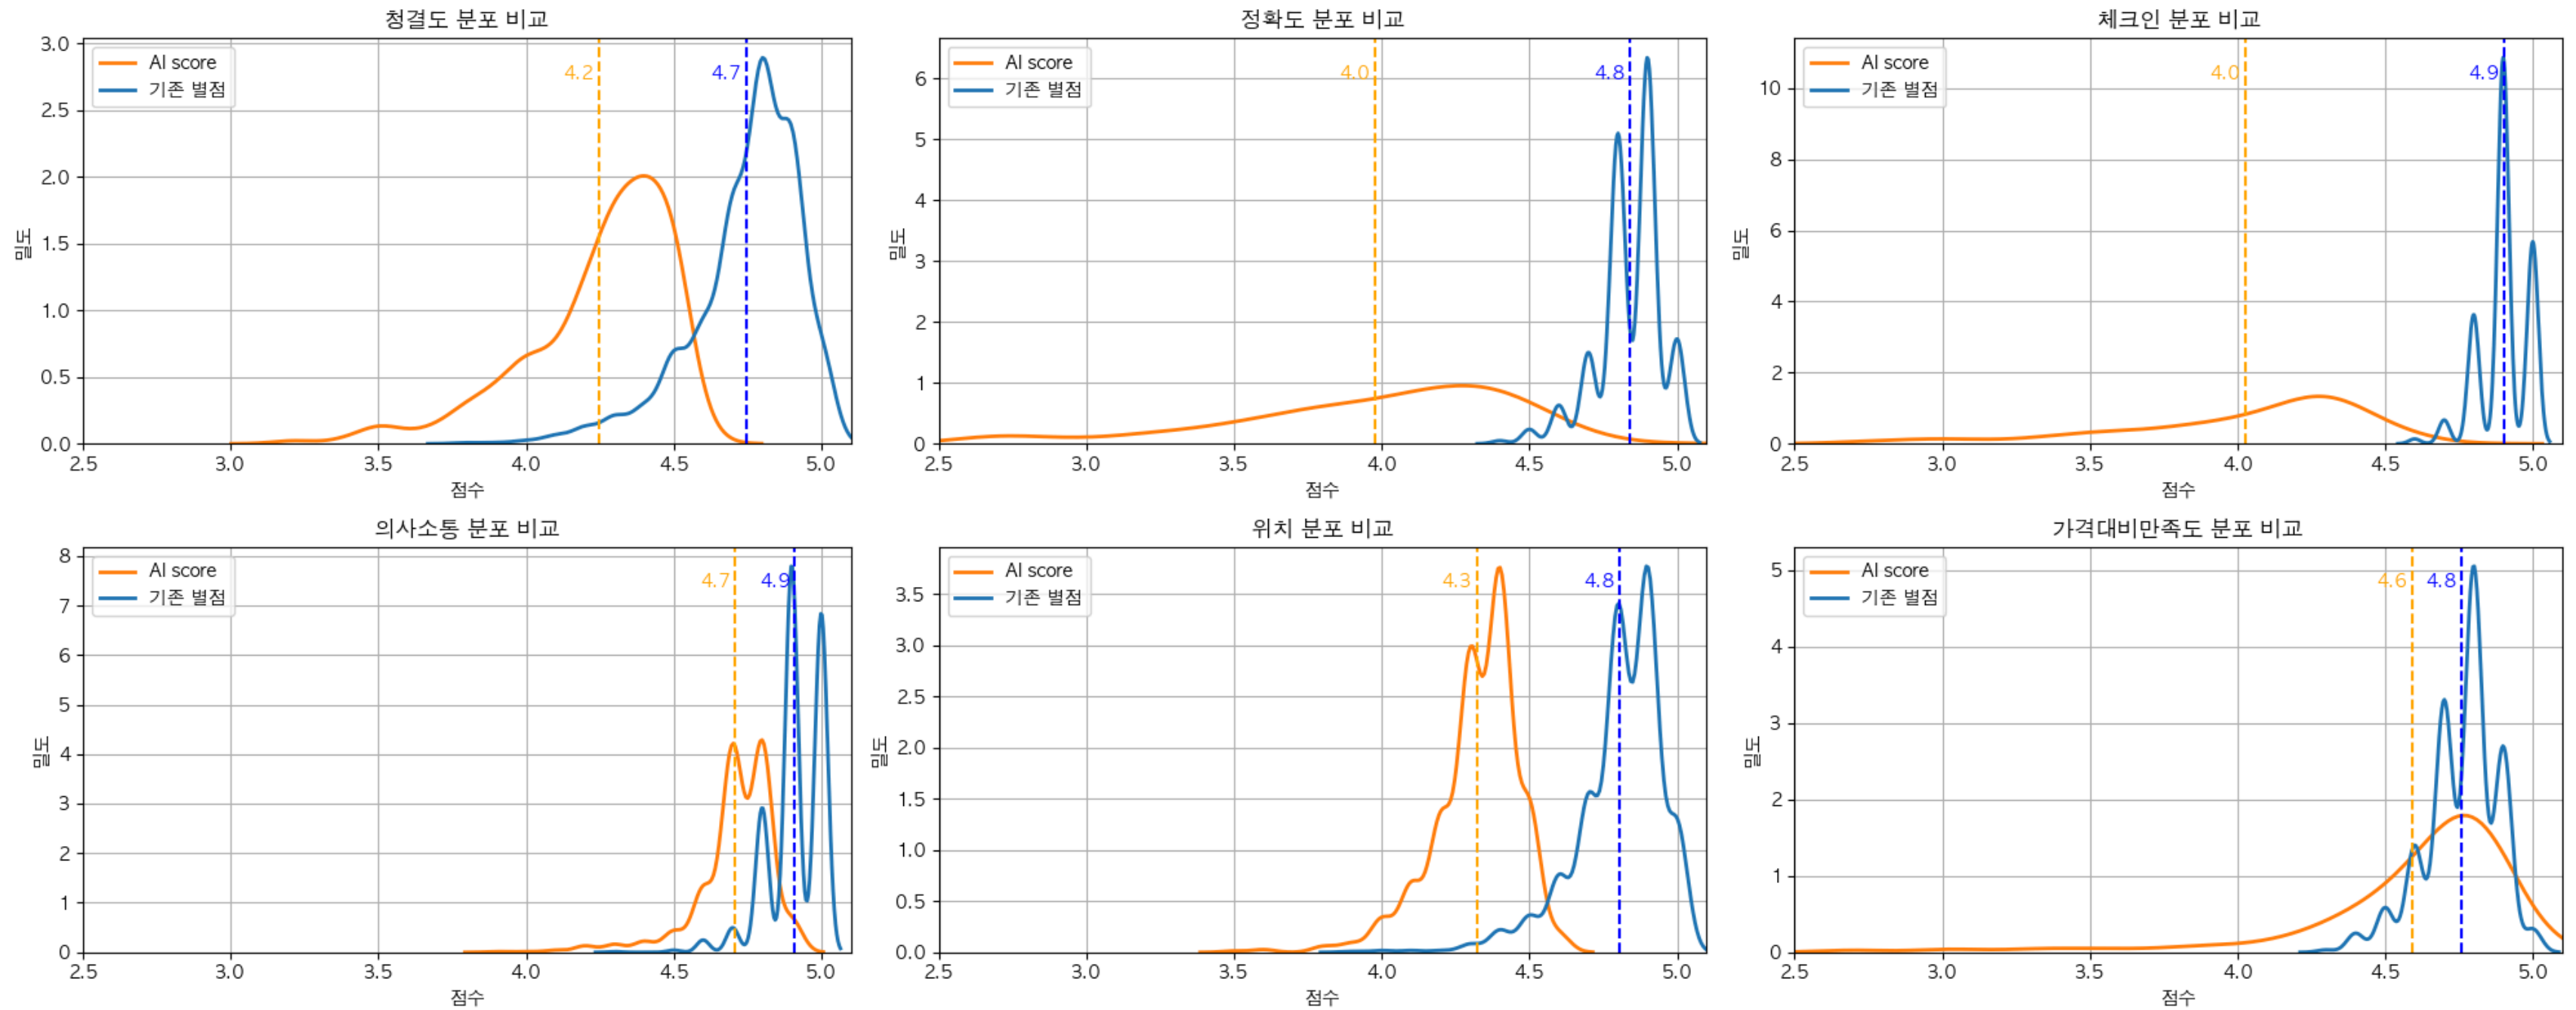 청결도 분포 비교
AI score
기존 별점
4.2
4.7
3.0
2.5
2.0
1.5
1.0
0.5
0.0
밀도
2.5 3.0 3.5 4.0 4.5 5.0
점수
정확도 분포 비교
AI score
기존 별점
4.0
4.8
6
5
4
3
2
1
0
밀도
2.5 3.0 3.5 4.0 4.5 5.0
점수
체크인 분포 비교
AI score
기존 별점
4.0
4.9
10
8
6
4
2
0
밀도
2.5 3.0 3.5 4.0 4.5 5.0
점수
의사소통 분포 비교
AI score
기존 별점
4.7
4.9
8
7
6
5
4
3
2
1
0
밀도
2.5 3.0 3.5 4.0 4.5 5.0
점수
위치 분포 비교
AI score
기존 별점
4.3
4.8
3.5
3.0
2.5
2.0
1.5
1.0
0.5
0.0
밀도
2.5 3.0 3.5 4.0 4.5 5.0
점수
가격대비만족도 분포 비교
AI score
기존 별점
4.6
4.8
5
4
3
2
1
0
밀도
2.5 3.0 3.5 4.0 4.5 5.0
점수